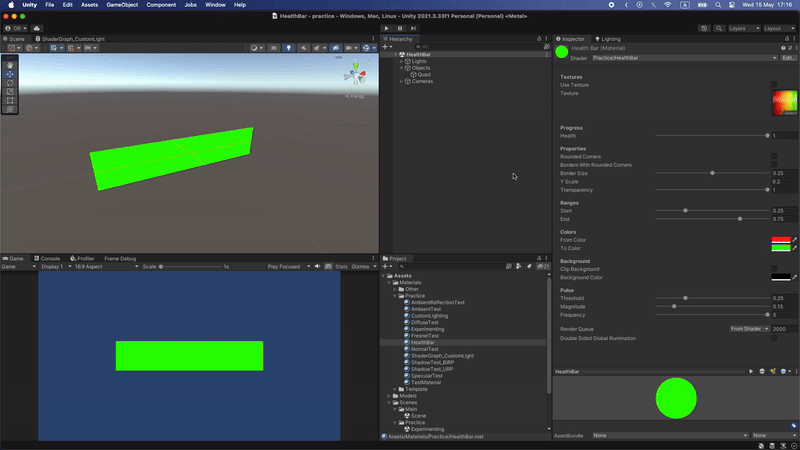 Unity File Edit Assets GameObject Component Jobs Window Help Wed 15 May 17:16
HealthBar - practice - Windows, Mac, Linux - Unity 2021.3.33f1 Personal (Personal) <Metal>
DB Layers Layout
Scene ShaderGraph_CustomLight
Persp
Game Console Profiler Frame Debug
Game Display 1 16:9 Aspect Scale 1x Play Focused Stats Gizmos
Hierarchy
All
HealthBar
Lights
Objects
Quad
Cameras
Project
21
Assets
Materials
Other
Practice
AmbientReflectionTest
AmbientTest
CustomLighting
DiffuseTest
Experimenting
FresnelTest
HealthBar
NormalTest
ShaderGraph_CustomLight
ShadowTest_BIRP
ShadowTest_URP
SpecularTest
TestMaterial
Template
Models
Scenes
Main
Scene
Practice
Experimenting
Assets/Materials/Practice/HealthBar.mat
Inspector Lighting
Health Bar (Material)
Shader Practice/HealthBar Edit...
Textures
Use Texture
Texture
Select
Progress
Health 1
Properties
Rounded Corners
Borders With Rounded Corners
Border Size 0.25
Y Scale 0.2
Transparency 1
Ranges
Start 0.25
End 0.75
Colors
From Color
To Color
Background
Clip Background
Background Color
Pulse
Threshold 0.25
Magnitude 0.15
Frequency 5
Render Queue From Shader 2000
Double Sided Global Illumination
HealthBar
AssetBundle None None